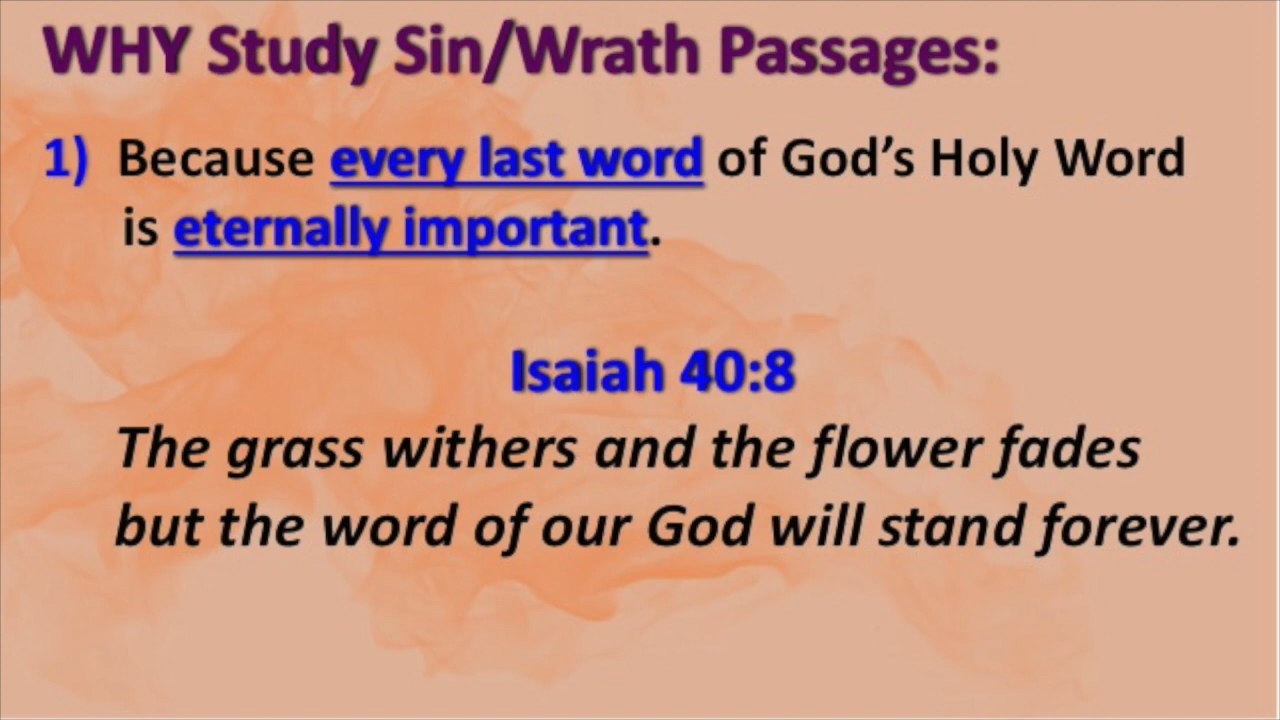 WHY Study Sin/Wrath Passages:
1) Because every last word of God’s Holy Word
is eternally important.
Isaiah 40:8
The grass withers and the flower fades
but the word of our God will stand forever.